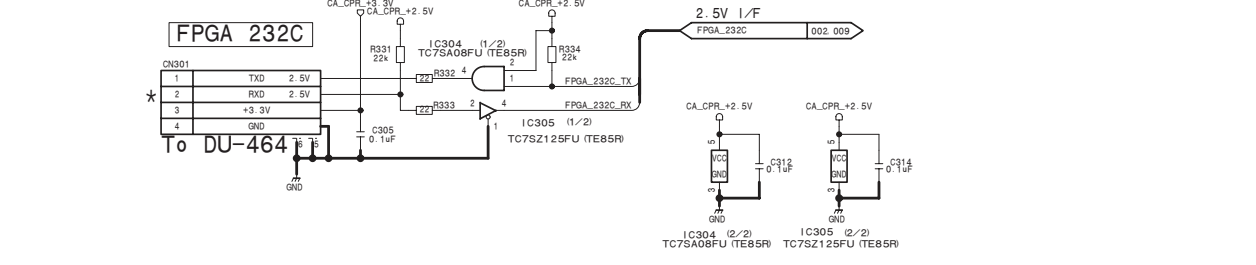 CA_CPR_+3.3V
CA_CPR_+2.5V
CA_CPR_+2.5V
2.5V I/F
FPGA_232C 002.009
FPGA 232C
R331
22k
IC304 (1/2)
TC7SA08FU (TE85R)
R334
22k
CN301
1 TXD 2.5V
2 RXD 2.5V
3 +3.3V
4 GND
*
To DU-464
6 5
GND
22 R332
4 2
1
FPGA_232C_TX
22 R333
2 4
1
FPGA_232C_RX
C305
0.1uF
IC305 (1/2)
TC7SZ125FU (TE85R)
CA_CPR_+2.5V
5
VCC
GND
3
C312
0.1uF
GND
IC304 (2/2)
TC7SA08FU (TE85R)
CA_CPR_+2.5V
5
VCC
GND
3
C314
0.1uF
GND
IC305 (2/2)
TC7SZ125FU (TE85R)